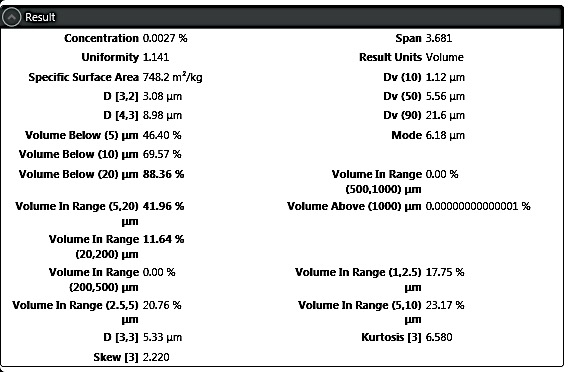 Result
Concentration 0.0027 % Span 3.681
Uniformity 1.141 Result Units Volume
Specific Surface Area 748.2 m²/kg Dv (10) 1.12 µm
D [3,2] 3.08 µm Dv (50) 5.56 µm
D [4,3] 8.98 µm Dv (90) 21.6 µm
Volume Below (5) µm 46.40 % Mode 6.18 µm
Volume Below (10) µm 69.57 %
Volume Below (20) µm 88.36 % Volume In Range 0.00 %
(500,1000) µm
Volume In Range (5,20) 41.96 % Volume Above (1000) µm 0.00000000000001 %
µm
Volume In Range 11.64 %
(20,200) µm
Volume In Range 0.00 % Volume In Range (1,2.5) 17.75 %
(200,500) µm µm
Volume In Range (2.5,5) 20.76 % Volume In Range (5,10) 23.17 %
µm µm
D [3,3] 5.33 µm Kurtosis [3] 6.580
Skew [3] 2.220